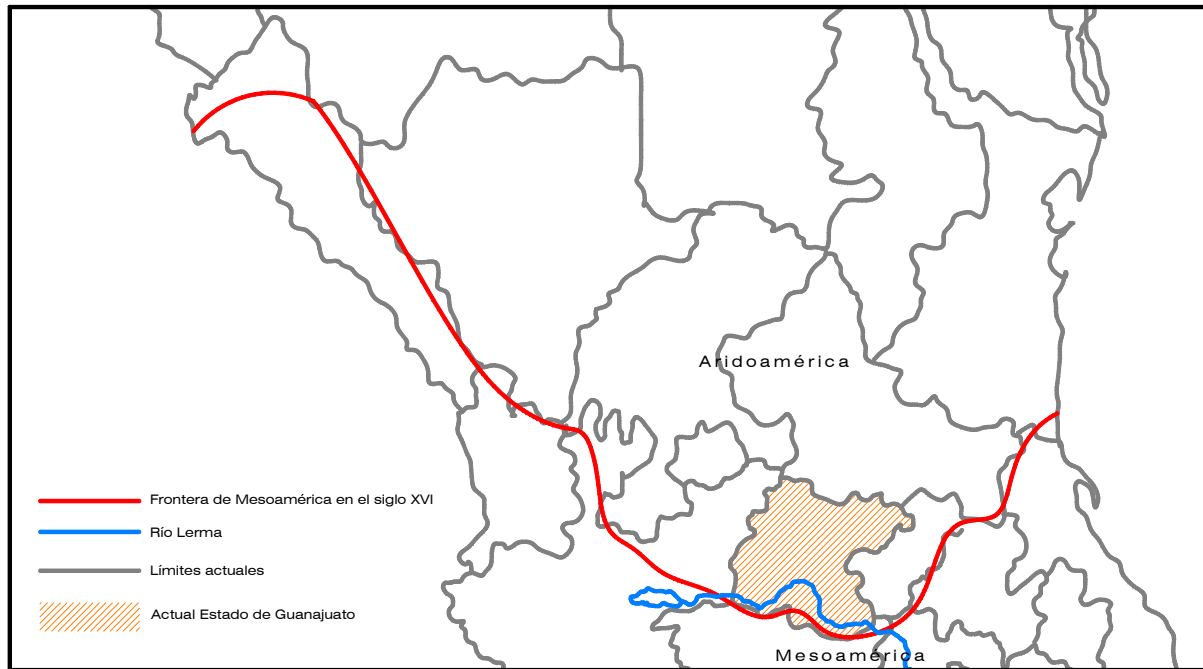 Aridoamérica
Frontera de Mesoamérica en el siglo XVI
Río Lerma
Límites actuales
Actual Estado de Guanajuato
Mesoamérica